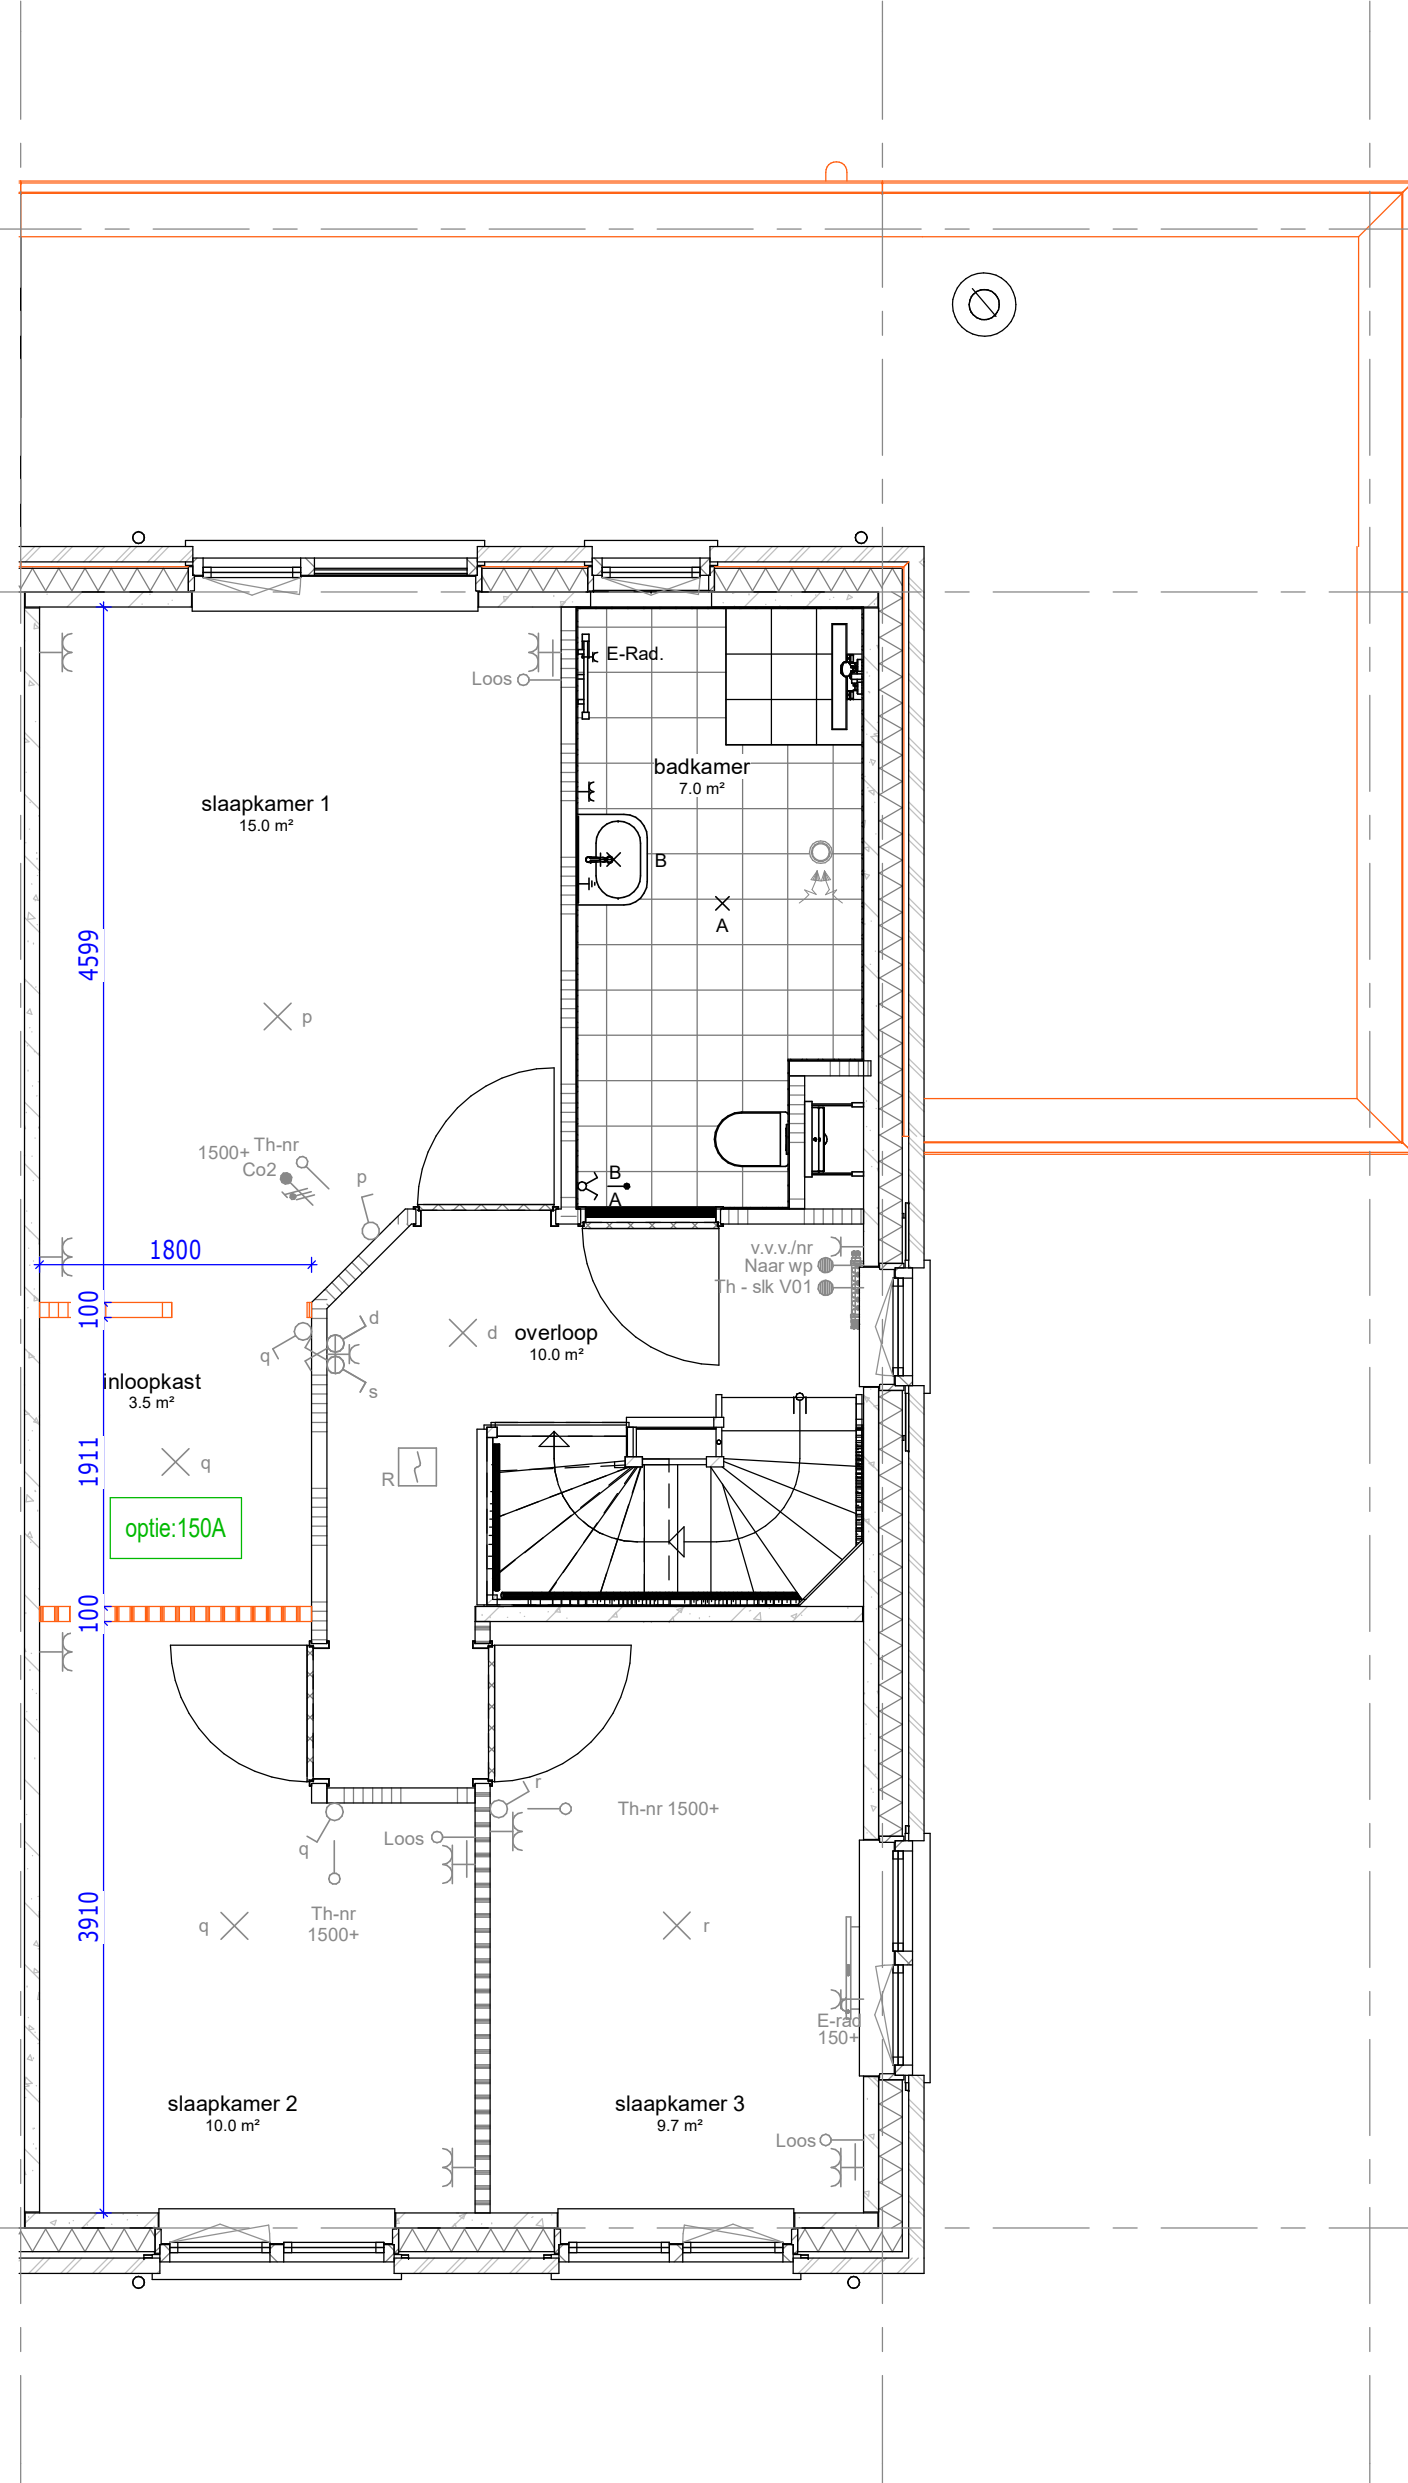 E-Rad.
Loos
badkamer
7.0 m²
slaapkamer 1
15.0 m²
B
A
4599
p
1500+
Th-nr
Co2
p
B
A
1800
v.v.v./nr
Naar wp
Th - slk V01
100
d
d
overloop
10.0 m²
q
s
inloopkast
3.5 m²
1911
q
R
optie:150A
100
r
Th-nr 1500+
q
Loos
3910
q
Th-nr
1500+
r
E-rad
150+
slaapkamer 2
10.0 m²
slaapkamer 3
9.7 m²
Loos